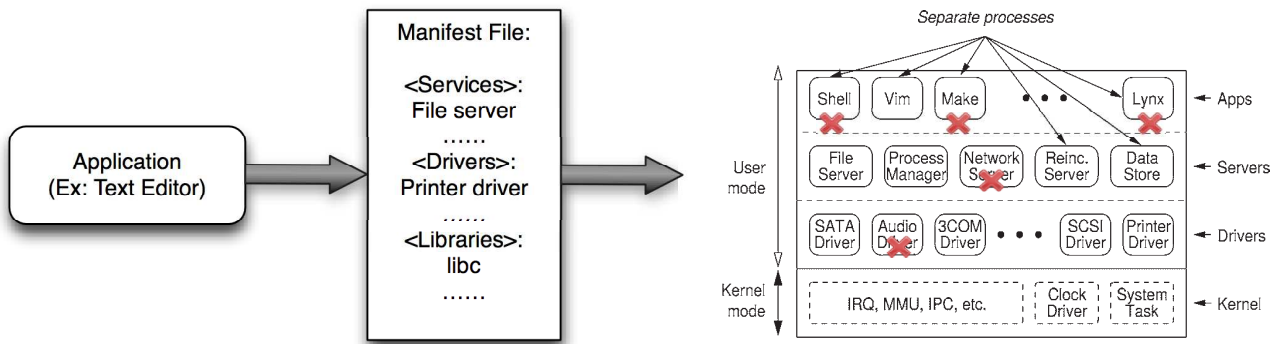 Application
(Ex: Text Editor)
Manifest File:
<Services>:
File server
......
<Drivers>:
Printer driver
......
<Libraries>:
libc
......
Separate processes
Shell Vim Make • • • Lynx Apps
User
mode
File
Server
Process
Manager
Network
Server
Reinc.
Server
Data
Store
Servers
SATA
Driver
Audio
Driver
3COM
Driver
• • •
SCSI
Driver
Printer
Driver
Drivers
Kernel
mode
IRQ, MMU, IPC, etc.
Clock
Driver
System
Task
Kernel